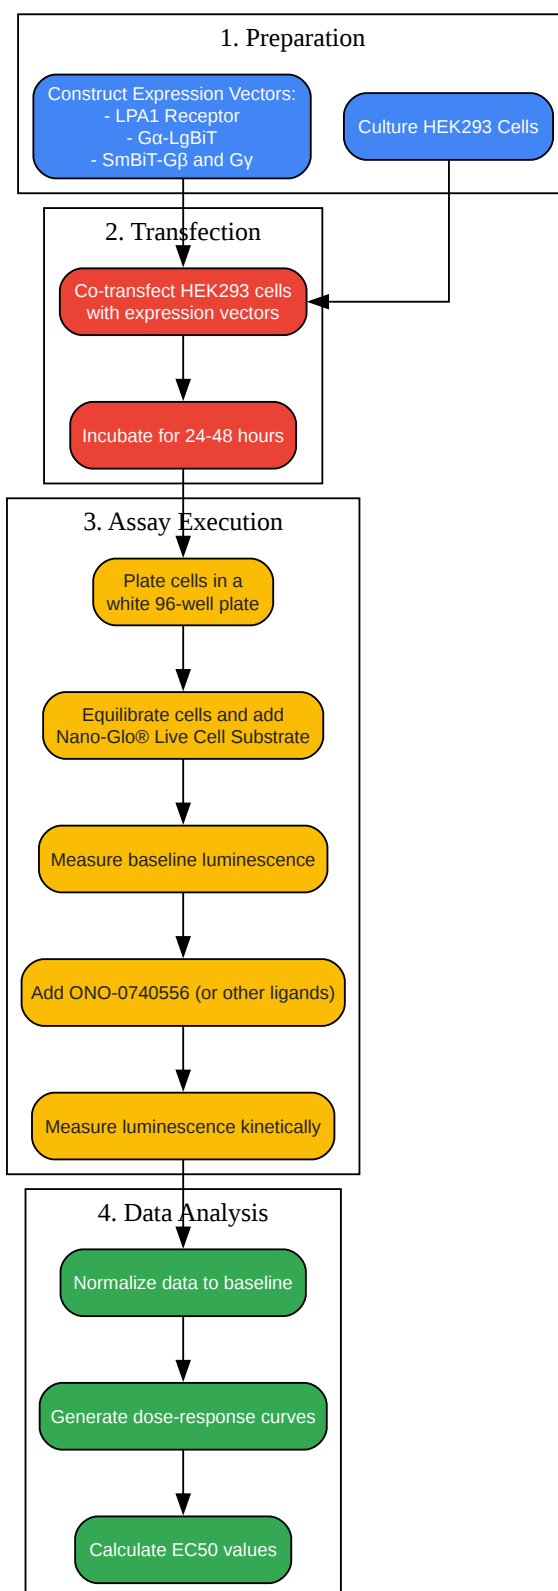 1. Preparation
Construct Expression Vectors:
- LPA1 Receptor
- Gα-LgBiT
- SmBiT-Gβ and Gγ
Culture HEK293 Cells
2. Transfection
Co-transfect HEK293 cells
with expression vectors
Incubate for 24-48 hours
3. Assay Execution
Plate cells in a
white 96-well plate
Equilibrate cells and add
Nano-Glo® Live Cell Substrate
Measure baseline luminescence
Add ONO-0740556 (or other ligands)
Measure luminescence kinetically
4. Data Analysis
Normalize data to baseline
Generate dose-response curves
Calculate EC50 values